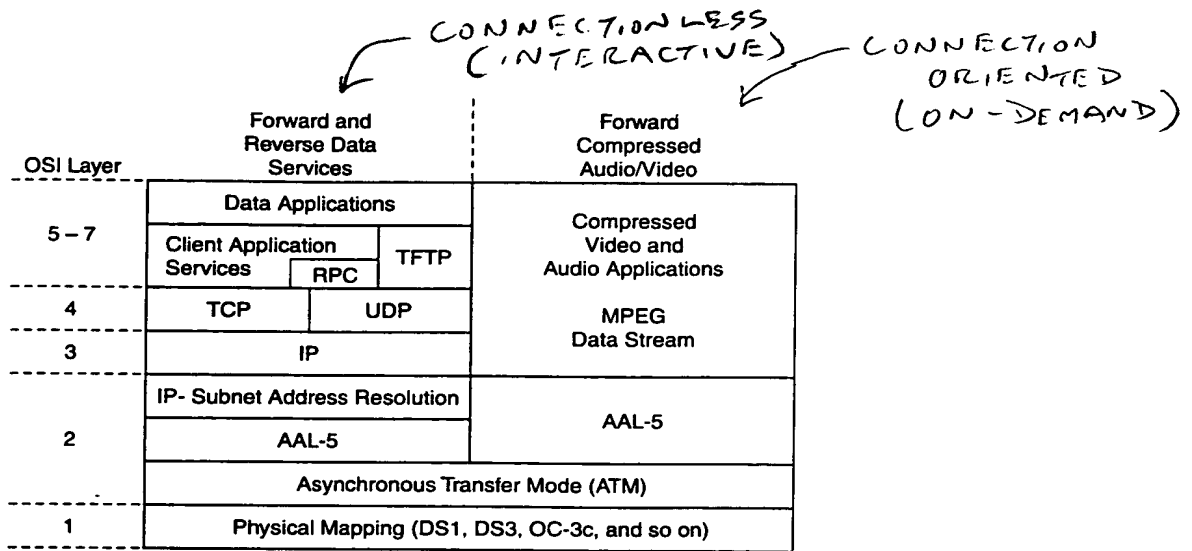 CONNECTIONLESS
(INTERACTIVE)
CONNECTION
ORIENTED
(ON-DEMAND)
Forward and
Reverse Data
Services
Forward
Compressed
Audio/Video
OSI Layer
5 – 7
Data Applications
Client Application
Services
RPC
TFTP
Compressed
Video and
Audio Applications
4
TCP
UDP
MPEG
Data Stream
3
IP
2
IP- Subnet Address Resolution
AAL-5
AAL-5
Asynchronous Transfer Mode (ATM)
1
Physical Mapping (DS1, DS3, OC-3c, and so on)